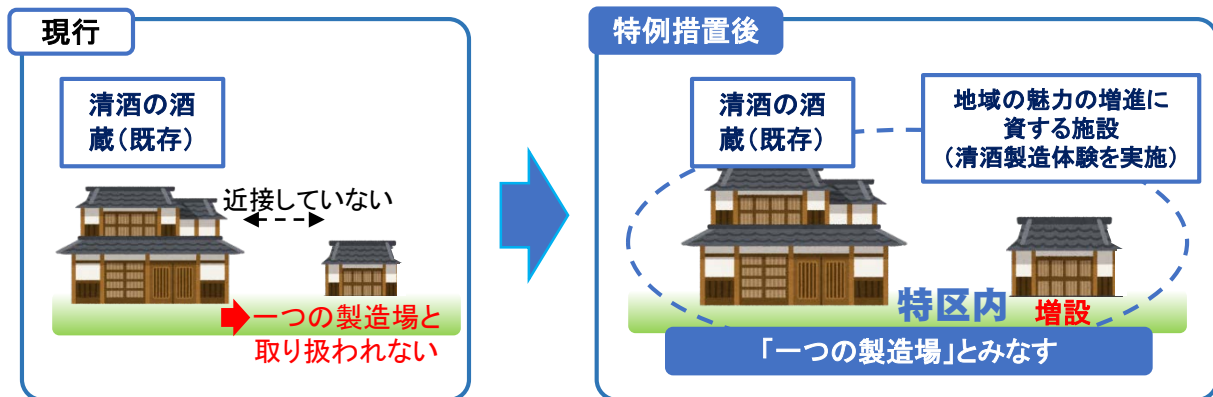 現行
清酒の酒
蔵(既存)
近接していない
一つの製造場と
取り扱われない
特例措置後
清酒の酒
蔵(既存)
地域の魅力の増進に
資する施設
(清酒製造体験を実施)
特区内
増設
「一つの製造場」とみなす